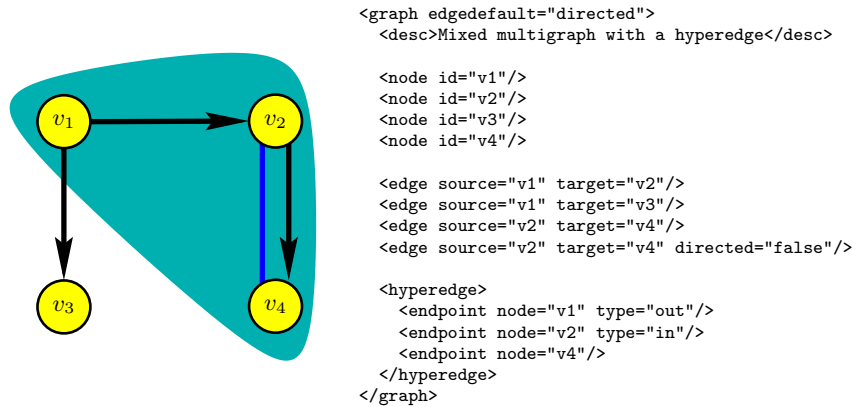 v1
v2
v3
v4
<graph edgedefault="directed">
<desc>Mixed multigraph with a hyperedge</desc>
<node id="v1"/>
<node id="v2"/>
<node id="v3"/>
<node id="v4"/>
<edge source="v1" target="v2"/>
<edge source="v1" target="v3"/>
<edge source="v2" target="v4"/>
<edge source="v2" target="v4" directed="false"/>
<hyperedge>
<endpoint node="v1" type="out"/>
<endpoint node="v2" type="in"/>
<endpoint node="v4"/>
</hyperedge>
</graph>